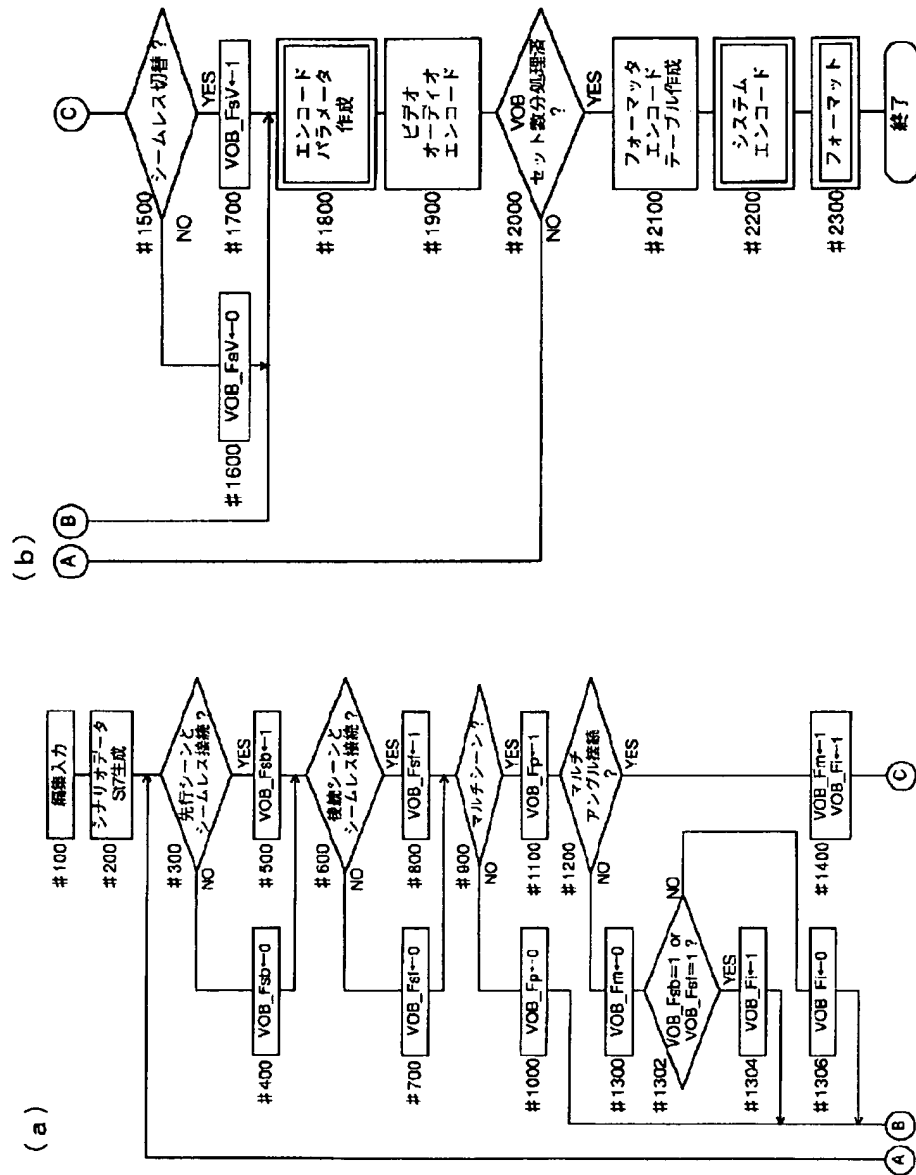 (a)
#100
編集入力
#200
シナリオデータ
St7生成
#300
先行シーンと
シームレス接続?
NO
YES
#400
VOB_Fsb←0
#500
VOB_Fsb←1
#600
後続シーンと
シームレス接続?
NO
YES
#700
VOB_Fsf←0
#800
VOB_Fsf←1
#900
マルチシーン?
NO
YES
#1000
VOB_Fp←0
#1100
VOB_Fp←1
#1200
マルチ
アングル接続
?
NO
YES
#1300
VOB_Fm←0
#1302
VOB_Fsb=1 or
VOB_Fsf=1 ?
NO
YES
#1304
VOB_Fi←1
#1306
VOB_Fi←0
#1400
VOB_Fm←1
VOB_Fi←1
A
B
C
(b)
A
B
C
#1500
シームレス切替?
NO
YES
#1600
VOB_FsV←0
#1700
VOB_FsV←1
#1800
エンコード
パラメータ
作成
#1900
ビデオ
オーディオ
エンコード
#2000
VOB
セット数分処理済
?
NO
YES
#2100
フォーマッタ
エンコード
テーブル作成
#2200
システム
エンコード
#2300
フォーマット
終了